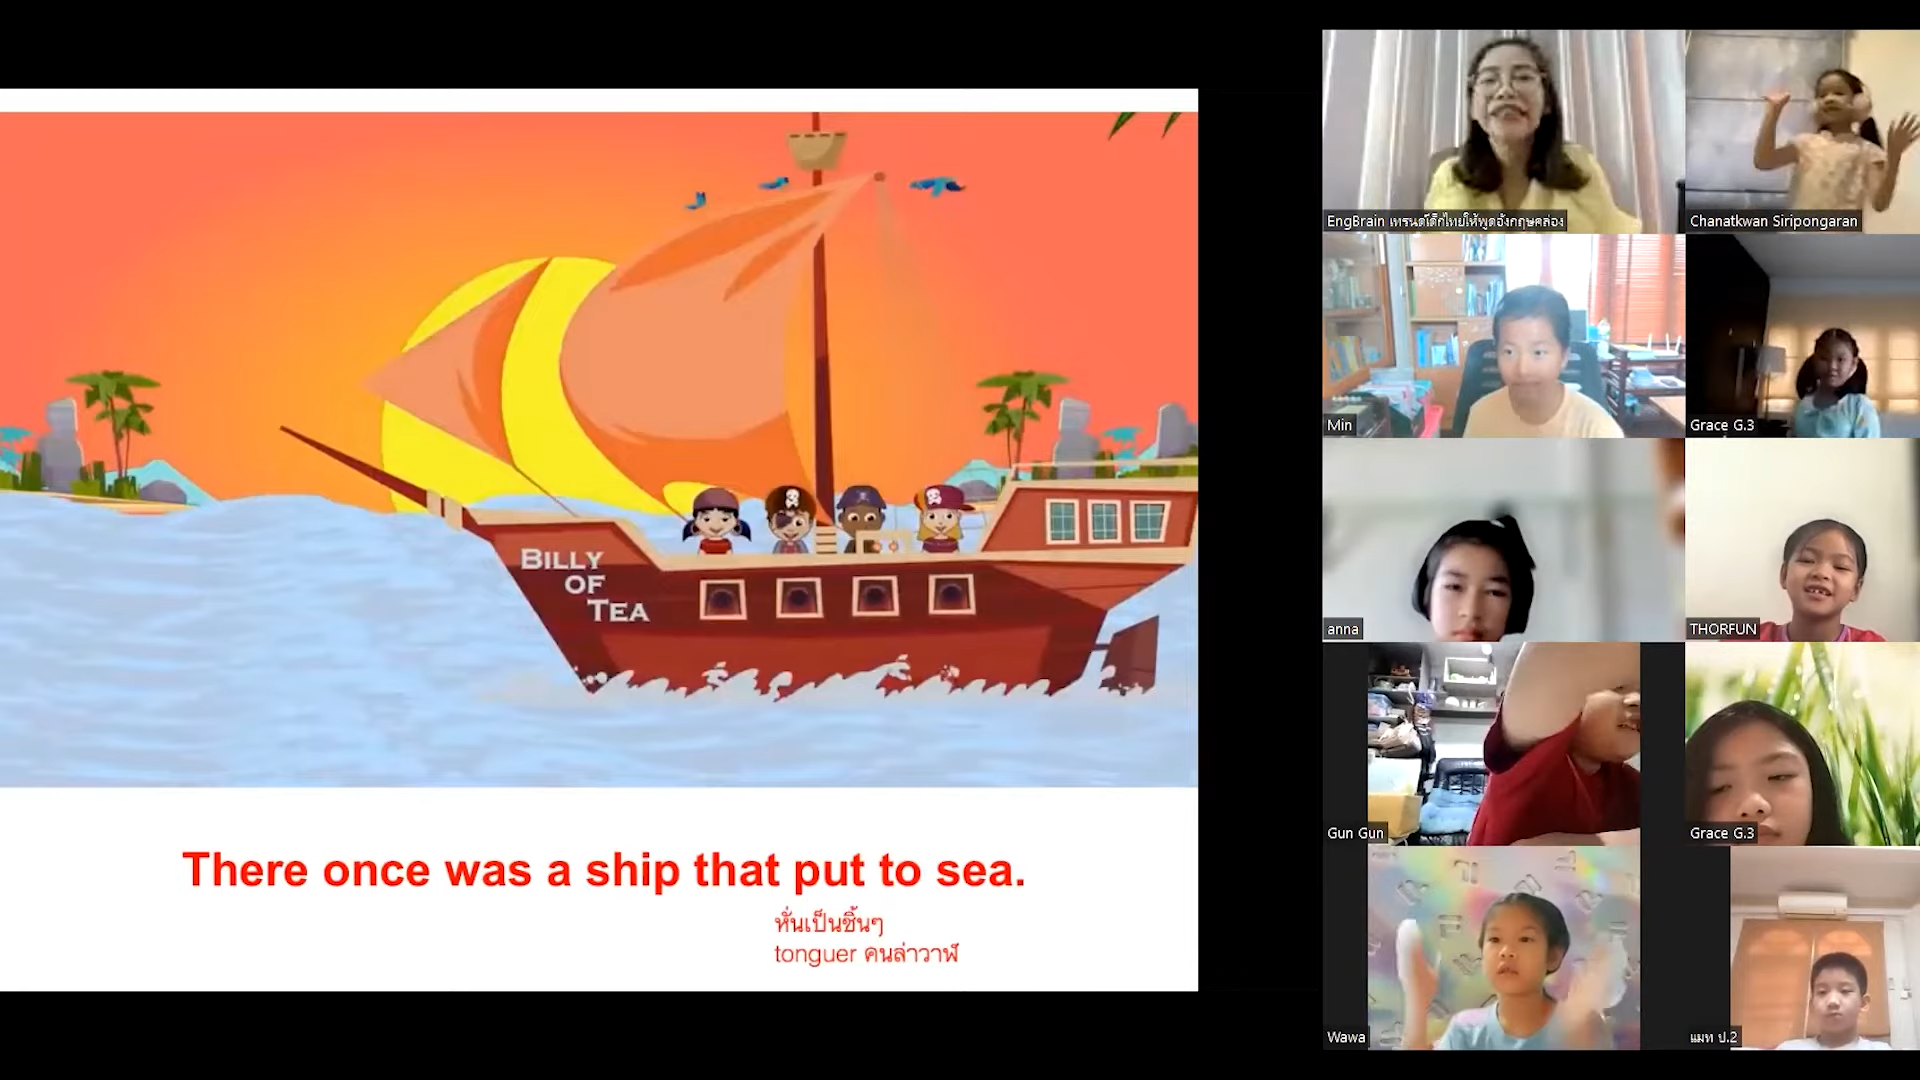 BILLY
OF
TEA
There once was a ship that put to sea.
หั่นเป็นชิ้นๆ
tonguer คนล่าวาฬ
EngBrain เทรนด์เด็กไทยให้พูดอังกฤษคล่อง
Chanatkwan Siripongaran
Min
Grace G.3
anna
THORFUN
Gun Gun
Grace G.3
Wawa
แมท ป.2